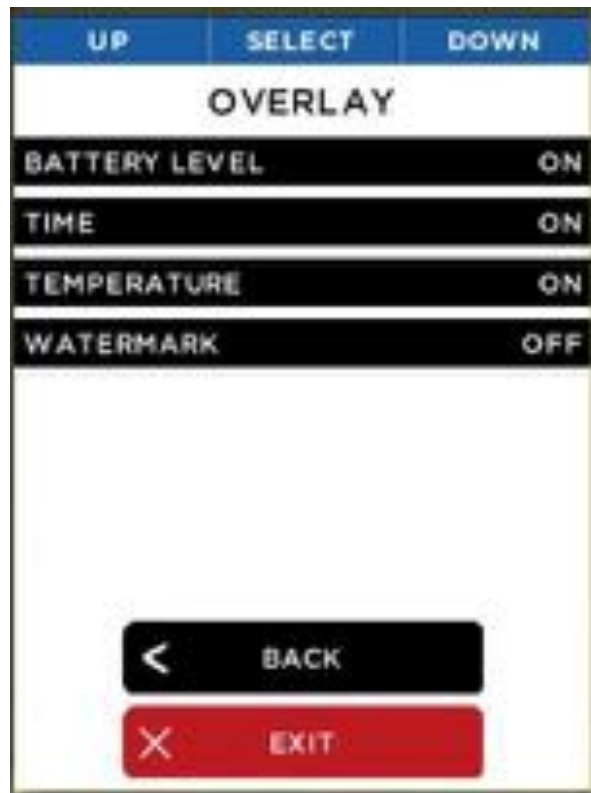 UP SELECT DOWN
OVERLAY
BATTERY LEVEL ON
TIME ON
TEMPERATURE ON
WATERMARK OFF
< BACK
X EXIT